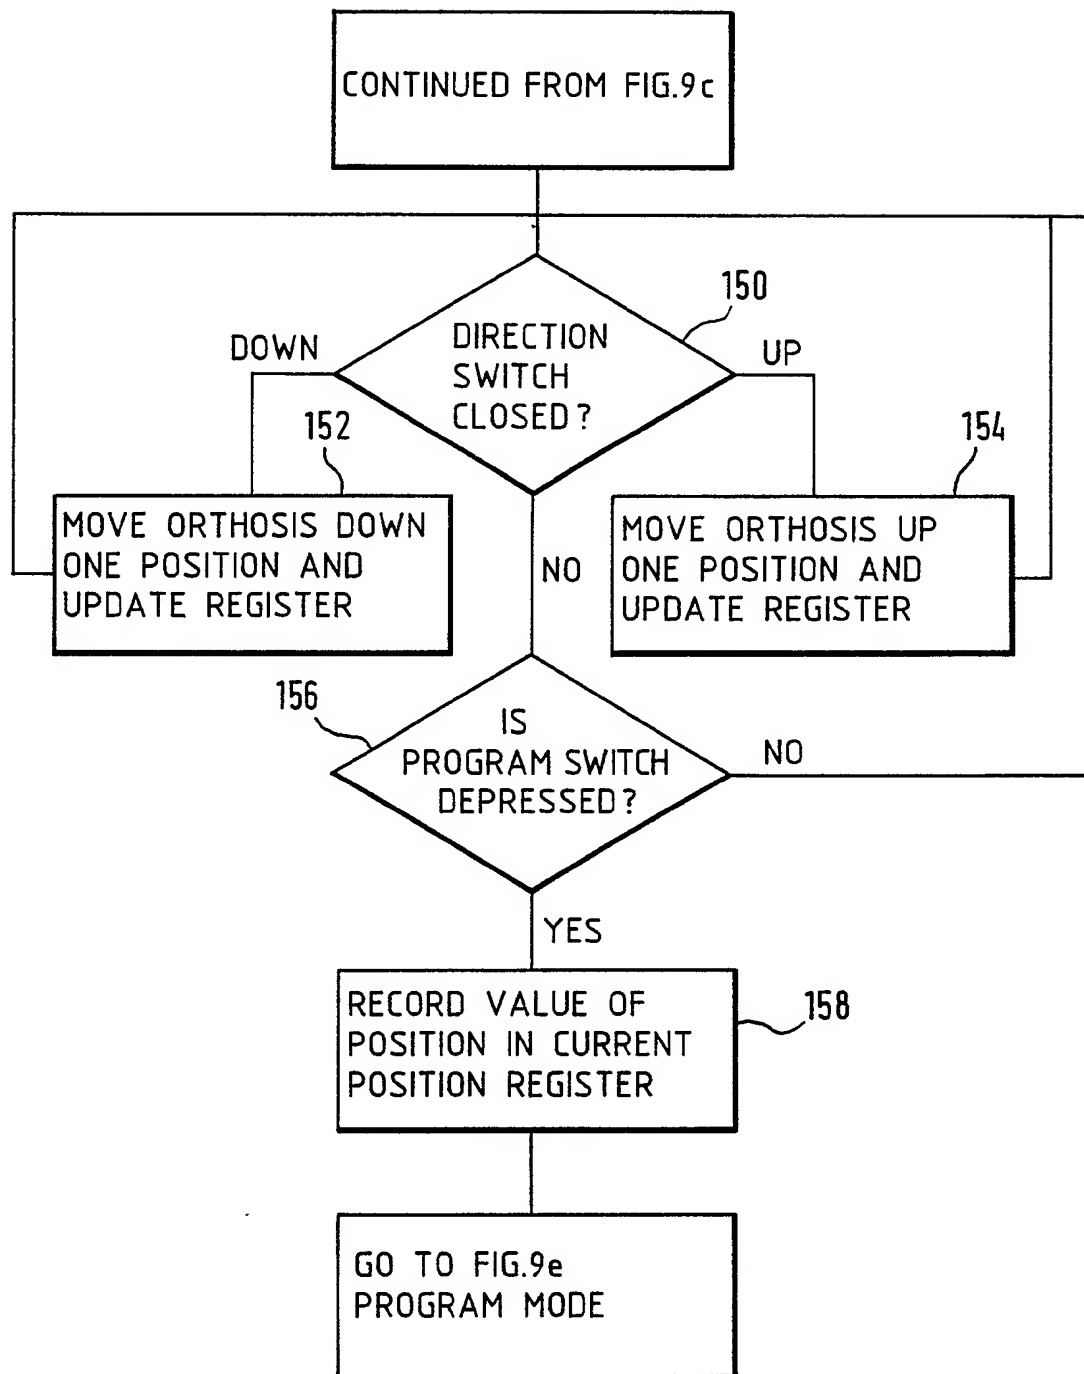 CONTINUED FROM FIG.9c
150
DIRECTION
SWITCH
CLOSED?
DOWN
UP
152
154
MOVE ORTHOSIS DOWN
ONE POSITION AND
UPDATE REGISTER
MOVE ORTHOSIS UP
ONE POSITION AND
UPDATE REGISTER
NO
156
IS
PROGRAM SWITCH
DEPRESSED?
NO
YES
RECORD VALUE OF
POSITION IN CURRENT
POSITION REGISTER
158
GO TO FIG.9e
PROGRAM MODE